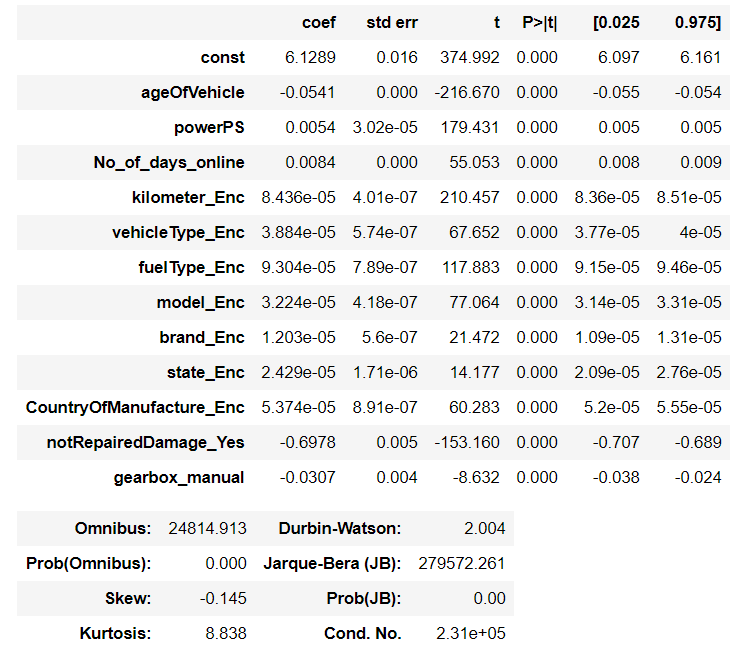 coef std err t P>|t| [0.025 0.975]
const 6.1289 0.016 374.992 0.000 6.097 6.161
ageOfVehicle -0.0541 0.000 -216.670 0.000 -0.055 -0.054
powerPS 0.0054 3.02e-05 179.431 0.000 0.005 0.005
No_of_days_online 0.0084 0.000 55.053 0.000 0.008 0.009
kilometer_Enc 8.436e-05 4.01e-07 210.457 0.000 8.36e-05 8.51e-05
vehicleType_Enc 3.884e-05 5.74e-07 67.652 0.000 3.77e-05 4e-05
fuelType_Enc 9.304e-05 7.89e-07 117.883 0.000 9.15e-05 9.46e-05
model_Enc 3.224e-05 4.18e-07 77.064 0.000 3.14e-05 3.31e-05
brand_Enc 1.203e-05 5.6e-07 21.472 0.000 1.09e-05 1.31e-05
state_Enc 2.429e-05 1.71e-06 14.177 0.000 2.09e-05 2.76e-05
CountryOfManufacture_Enc 5.374e-05 8.91e-07 60.283 0.000 5.2e-05 5.55e-05
notRepairedDamage_Yes -0.6978 0.005 -153.160 0.000 -0.707 -0.689
gearbox_manual -0.0307 0.004 -8.632 0.000 -0.038 -0.024
Omnibus: 24814.913 Durbin-Watson: 2.004
Prob(Omnibus): 0.000 Jarque-Bera (JB): 279572.261
Skew: -0.145 Prob(JB): 0.00
Kurtosis: 8.838 Cond. No. 2.31e+05